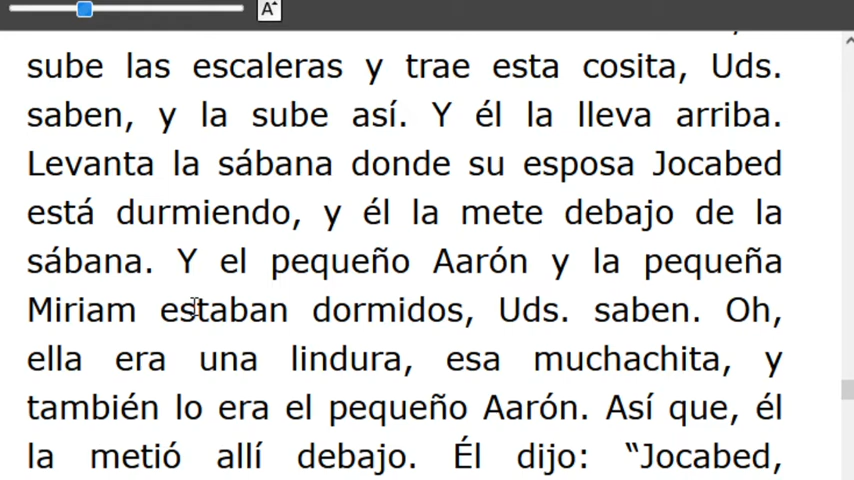 A
sube las escaleras y trae esta cosita, Uds.
saben, y la sube así. Y él la lleva arriba.
Levanta la sábana donde su esposa Jocabed
está durmiendo, y él la mete debajo de la
sábana. Y el pequeño Aarón y la pequeña
Miriam estaban dormidos, Uds. saben. Oh,
ella era una lindura, esa muchachita, y
también lo era el pequeño Aarón. Así que, él
la metió allí debajo. Él dijo: “Jocabed,